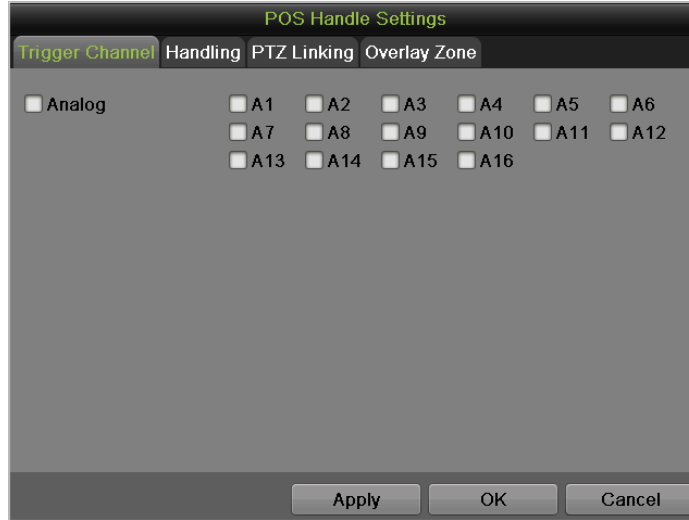 POS Handle Settings
Trigger Channel Handling PTZ Linking Overlay Zone
Analog A1 A2 A3 A4 A5 A6
A7 A8 A9 A10 A11 A12
A13 A14 A15 A16
Apply OK Cancel